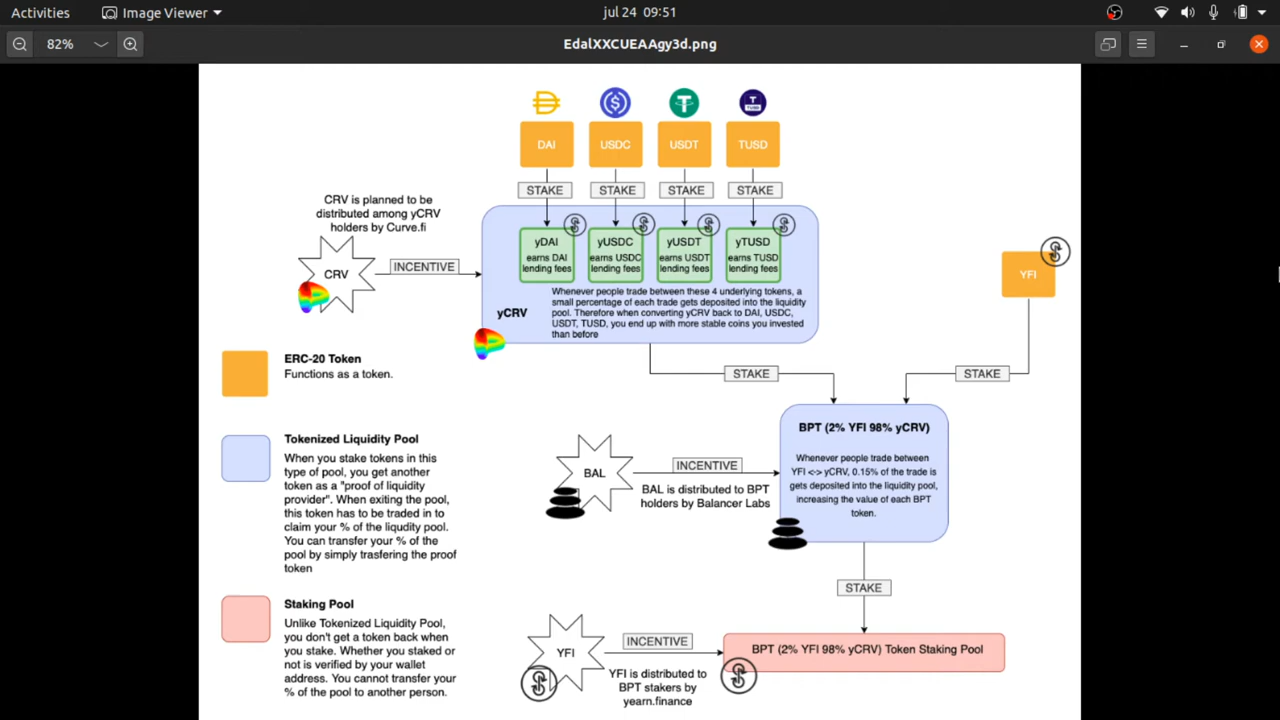 Activities
Image Viewer
jul 24 09:51
82%
EdalXXCUEAAgy3d.png
DAI
USDC
USDT
TUSD
STAKE
STAKE
STAKE
STAKE
CRV is planned to be
distributed among yCRV
holders by Curve.fi
CRV
INCENTIVE
yDAI
earns DAI
lending fees
yUSDC
earns USDC
lending fees
yUSDT
earns USDT
lending fees
yTUSD
earns TUSD
lending fees
yCRV
Whenever people trade between these 4 underlying tokens, a
small percentage of each trade gets deposited into the liquidity
pool. Therefore when converting yCRV back to DAI, USDC,
USDT, TUSD, you end up with more stable coins you invested
than before
YFI
STAKE
STAKE
ERC-20 Token
Functions as a token.
Tokenized Liquidity Pool
When you stake tokens in this
type of pool, you get another
token as a "proof of liquidity
provider". When exiting the pool,
this token has to be traded in to
claim your % of the liqudity pool.
You can transfer your % of the
pool by simply trasfering the proof
token
BAL
INCENTIVE
BAL is distributed to BPT
holders by Balancer Labs
BPT (2% YFI 98% yCRV)
Whenever people trade between
YFI <-> yCRV, 0.15% of the trade is
gets deposited into the liquidity pool,
increasing the value of each BPT
token.
STAKE
Staking Pool
Unlike Tokenized Liquidity Pool,
you don't get a token back when
you stake. Whether you staked or
not is verified by your wallet
address. You cannot transfer your
% of the pool to another person.
YFI
INCENTIVE
YFI is distributed to
BPT stakers by
yearn.finance
BPT (2% YFI 98% yCRV) Token Staking Pool